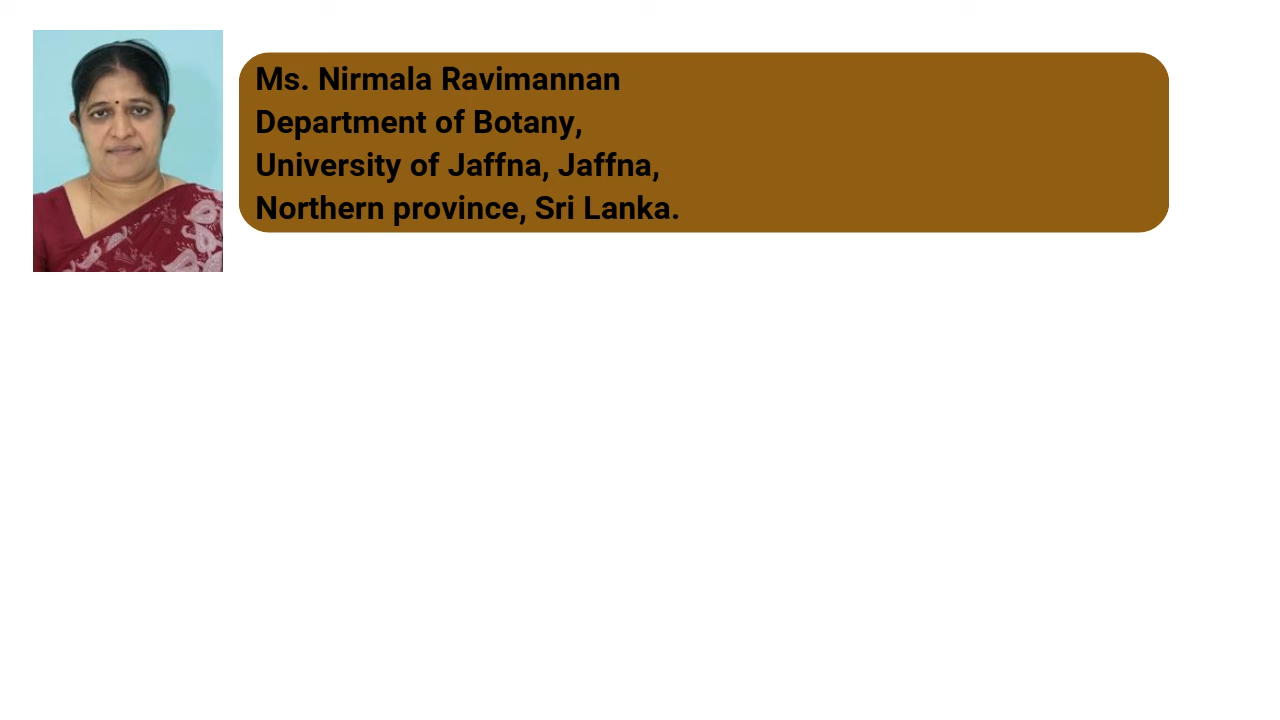 Ms. Nirmala Ravimannan
Department of Botany,
University of Jaffna, Jaffna,
Northern province, Sri Lanka.